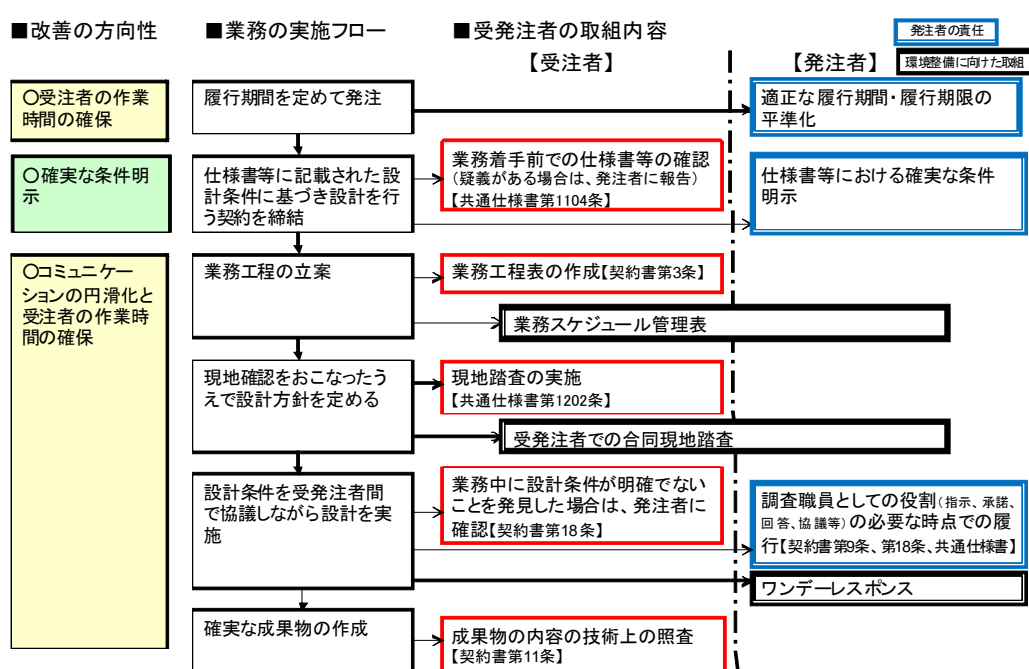 ■改善の方向性
■業務の実施フロー
■受発注者の取組内容
発注者の責任
【受注者】
【発注者】
環境整備に向けた取組
〇受注者の作業
時間の確保
履行期間を定めて発注
適正な履行期間・履行期限の
平準化
〇確実な条件明
示
仕様書等に記載された設
計条件に基づき設計を行
う契約を締結
業務着手前での仕様書等の確認
(疑義がある場合は、発注者に報告)
【共通仕様書第1104条】
仕様書等における確実な条件
明示
〇コミュニケー
ションの円滑化と
受注者の作業時
間の確保
業務工程の立案
業務工程表の作成【契約書第3条】
業務スケジュール管理表
現地確認をおこなったう
えで設計方針を定める
現地踏査の実施
【共通仕様書第1202条】
受発注者での合同現地踏査
設計条件を受発注者間
で協議しながら設計を実
施
業務中に設計条件が明確でない
ことを発見した場合は、発注者に
確認【契約書第18条】
調査職員としての役割(指示、承諾、
回答、協議等)の必要な時点での履
行【契約書第9条、第18条、共通仕様書】
ワンデーレスポンス
確実な成果物の作成
成果物の内容の技術上の照査
【契約書第11条】